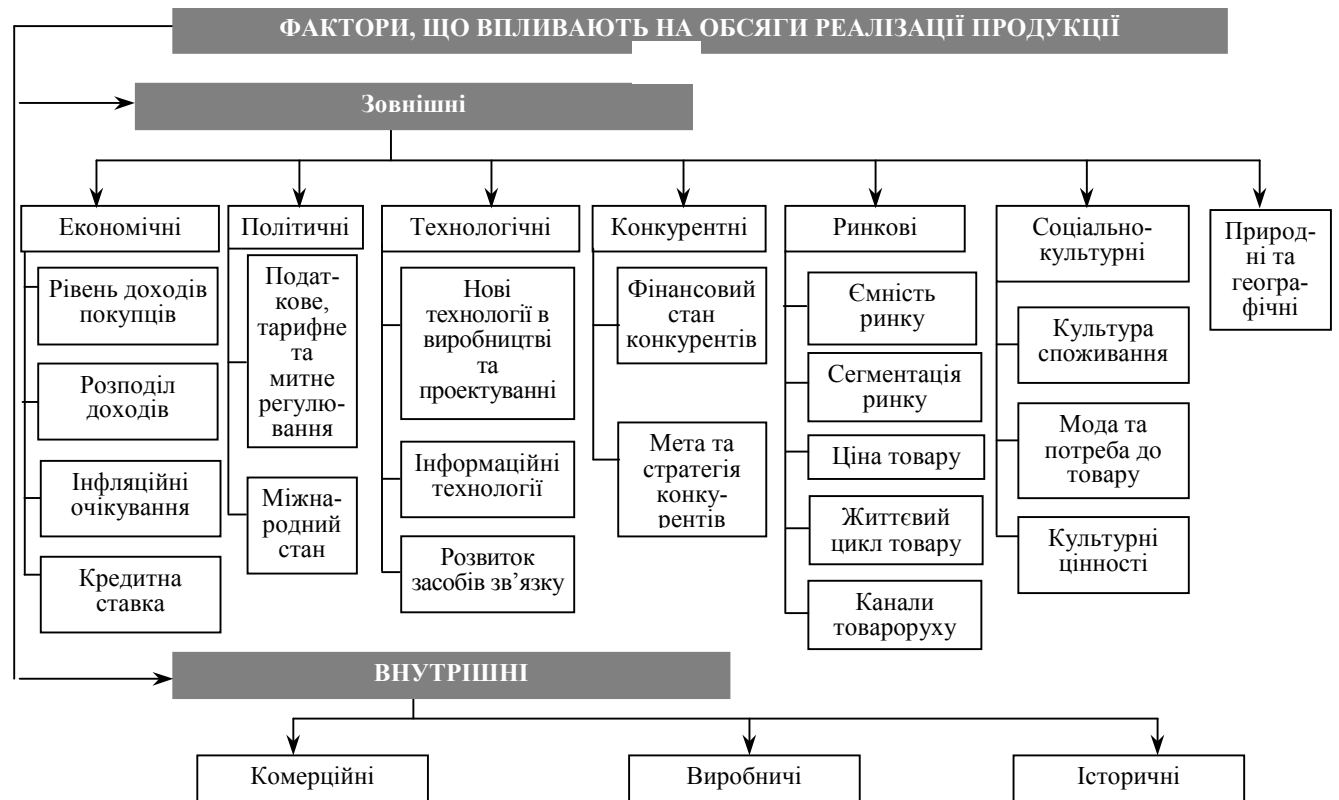 ФАКТОРИ, ЩО ВПЛИВАЮТЬ НА ОБСЯГИ РЕАЛІЗАЦІЇ ПРОДУКЦІЇ
Зовнішні
Економічні
Рівень доходів
покупців
Розподіл
доходів
Інфляційні
очікування
Кредитна
ставка
Політичні
Подат-
кове,
тарифне
та
митне
регулю-
вання
Міжна-
родний
стан
Технологічні
Нові
технології в
виробництві
та
проектуванні
Інформаційні
технології
Розвиток
засобів зв’язку
Конкурентні
Фінансовий
стан
конкурентів
Мета та
стратегія
конку-
рентів
Ринкові
Ємність
ринку
Сегментація
ринку
Ціна товару
Життєвий
цикл товару
Канали
товароруху
Соціально-
культурні
Культура
споживання
Мода та
потреба до
товару
Культурні
цінності
Природ-
ні та
геогра-
фічні
ВНУТРІШНІ
Комерційні
Виробничі
Історичні